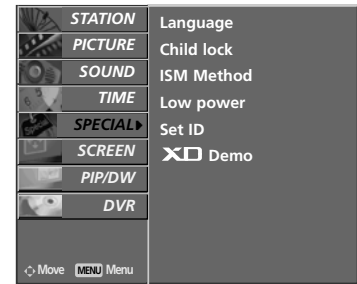 STATION
PICTURE
SOUND
TIME
SPECIAL
SCREEN
PIP/DW
DVR
Move MENU Menu
Language
Child lock
ISM Method
Low power
Set ID
XD Demo